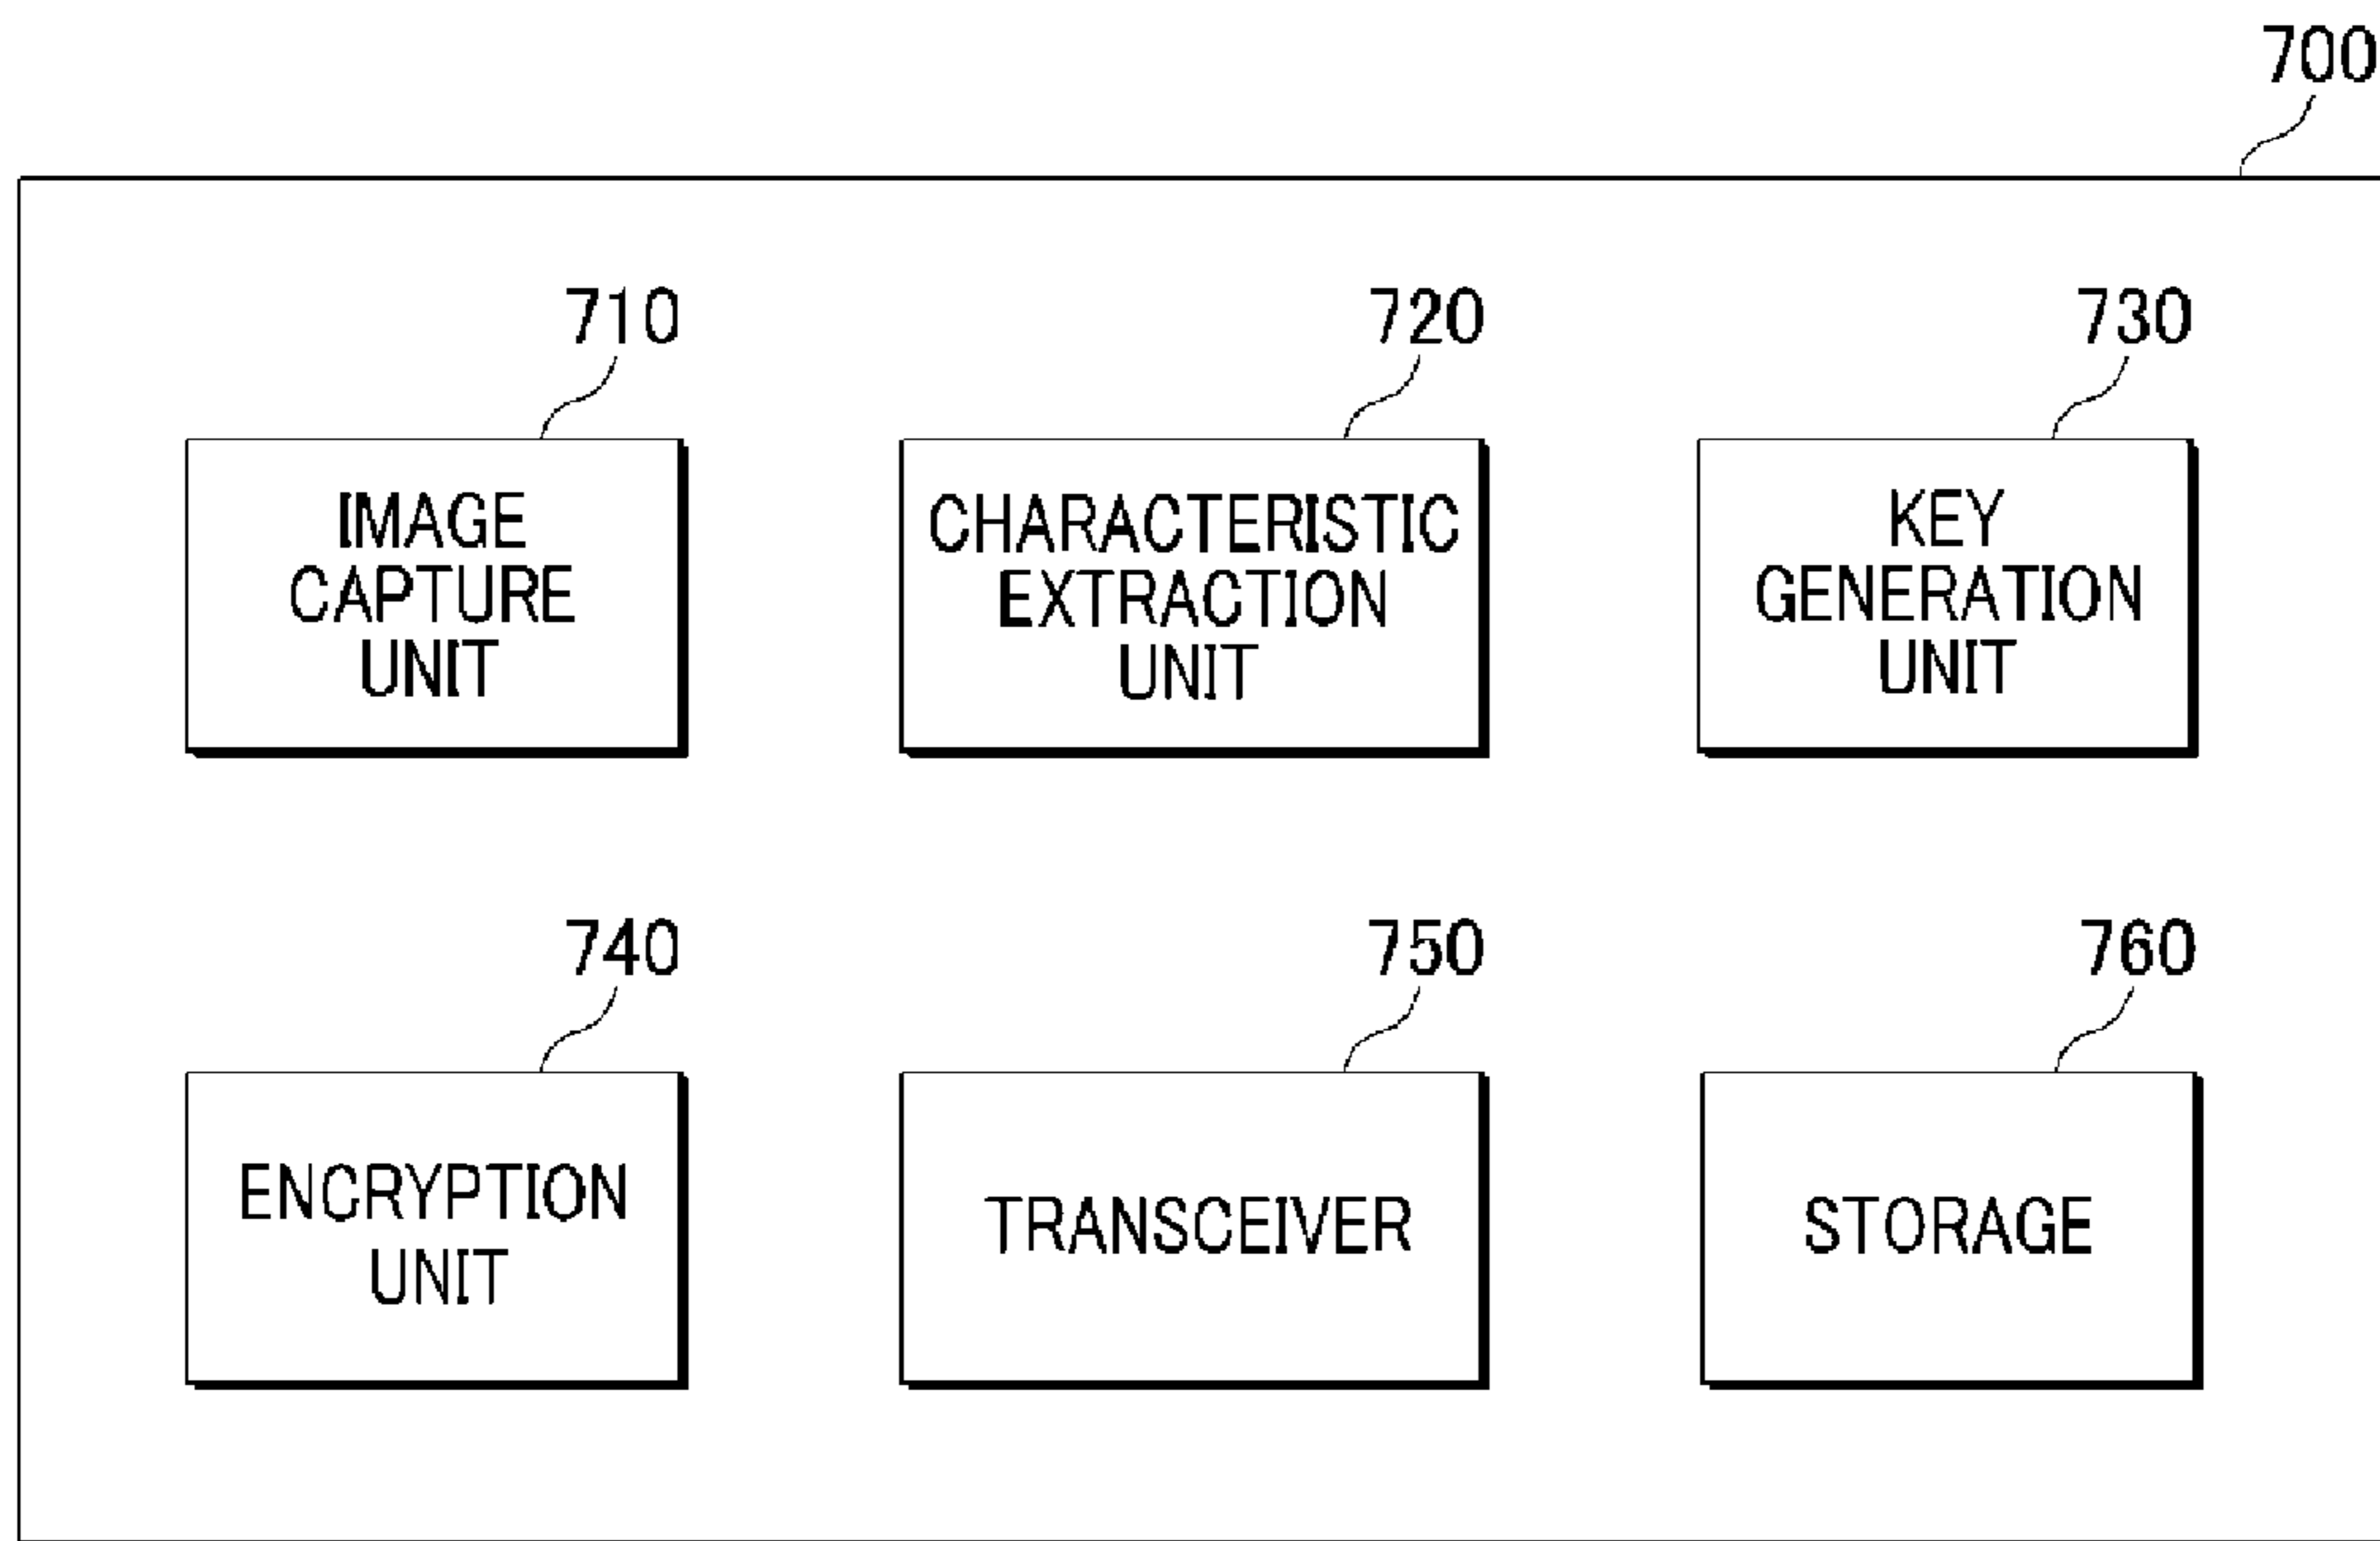 700
710
720
730
IMAGE
CAPTURE
UNIT
CHARACTERISTIC
EXTRACTION
UNIT
KEY
GENERATION
UNIT
740
750
760
ENCRYPTION
UNIT
TRANSCEIVER
STORAGE